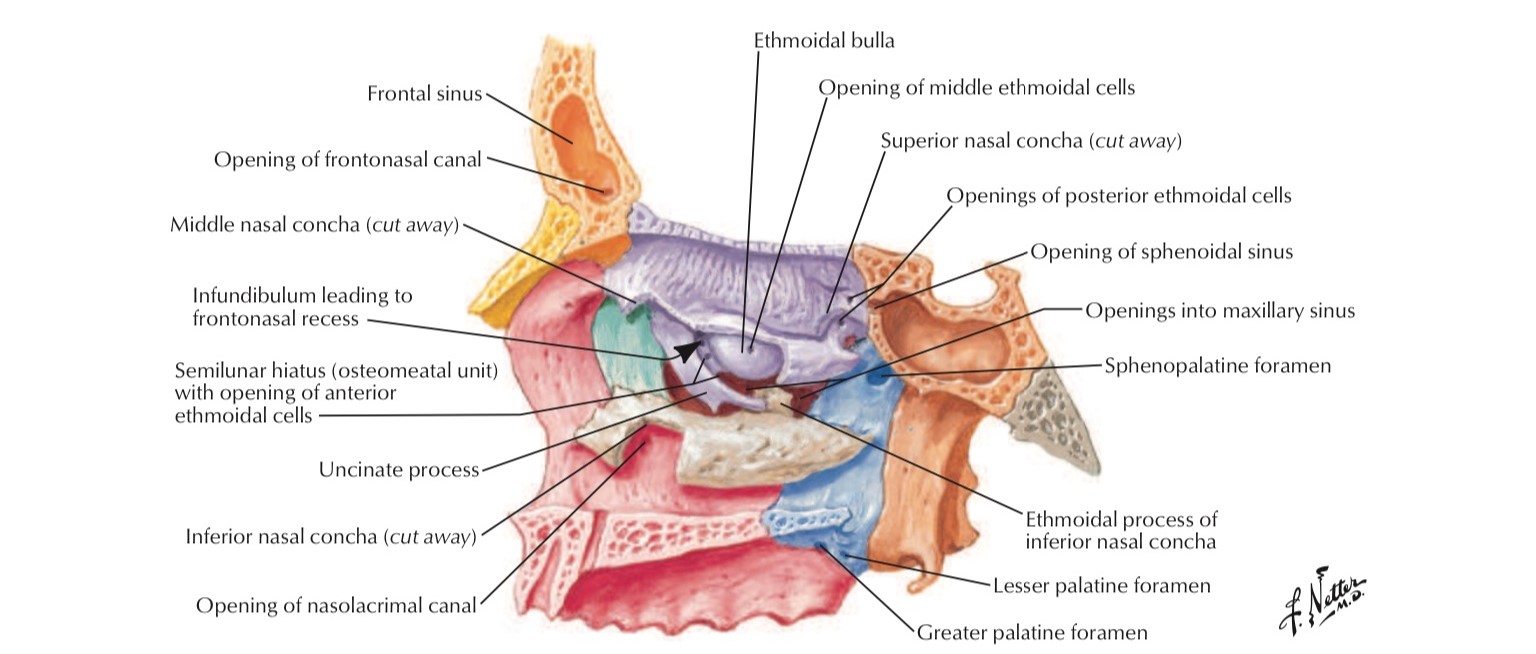 Ethmoidal bulla
Opening of middle ethmoidal cells
Superior nasal concha (cut away)
Openings of posterior ethmoidal cells
Opening of sphenoidal sinus
Openings into maxillary sinus
Sphenopalatine foramen
Ethmoidal process of
inferior nasal concha
Lesser palatine foramen
Greater palatine foramen
Frontal sinus
Opening of frontonasal canal
Middle nasal concha (cut away)
Infundibulum leading to
frontonasal recess
Semilunar hiatus (osteomeatal unit)
with opening of anterior
ethmoidal cells
Uncinate process
Inferior nasal concha (cut away)
Opening of nasolacrimal canal
F. Netter
M.D.